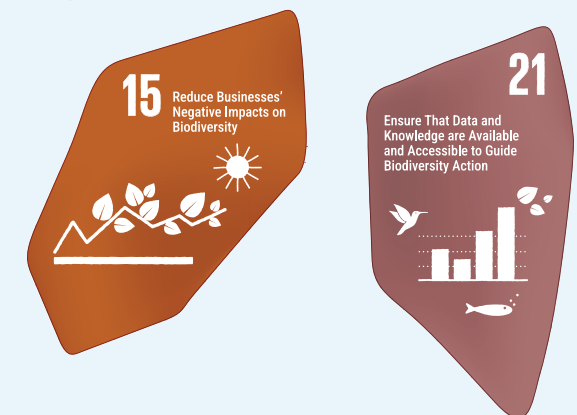 15
Reduce Businesses'
Negative Impacts on
Biodiversity
21
Ensure That Data and
Knowledge are Available
and Accessible to Guide
Biodiversity Action